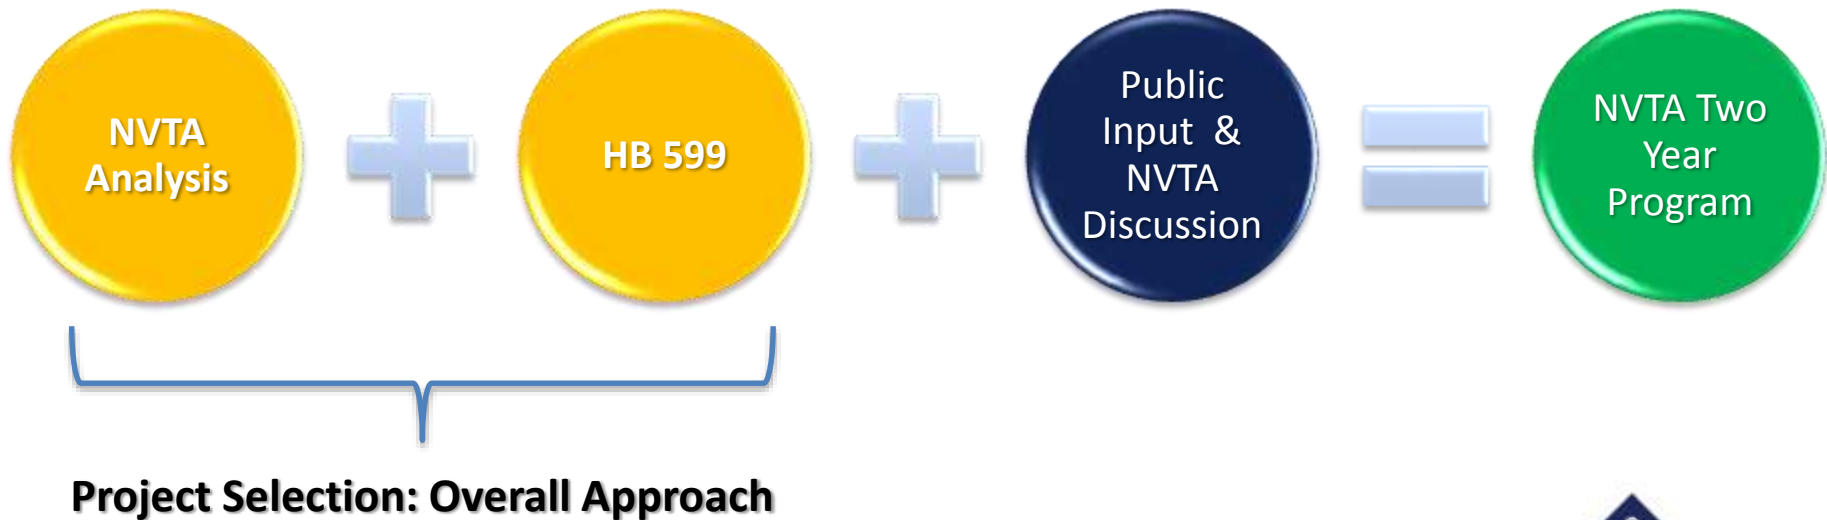 NVTA
Analysis
HB 599
Public
Input & 
NVTA
Discussion
NVTA Two
Year
Program
Project Selection: Overall Approach